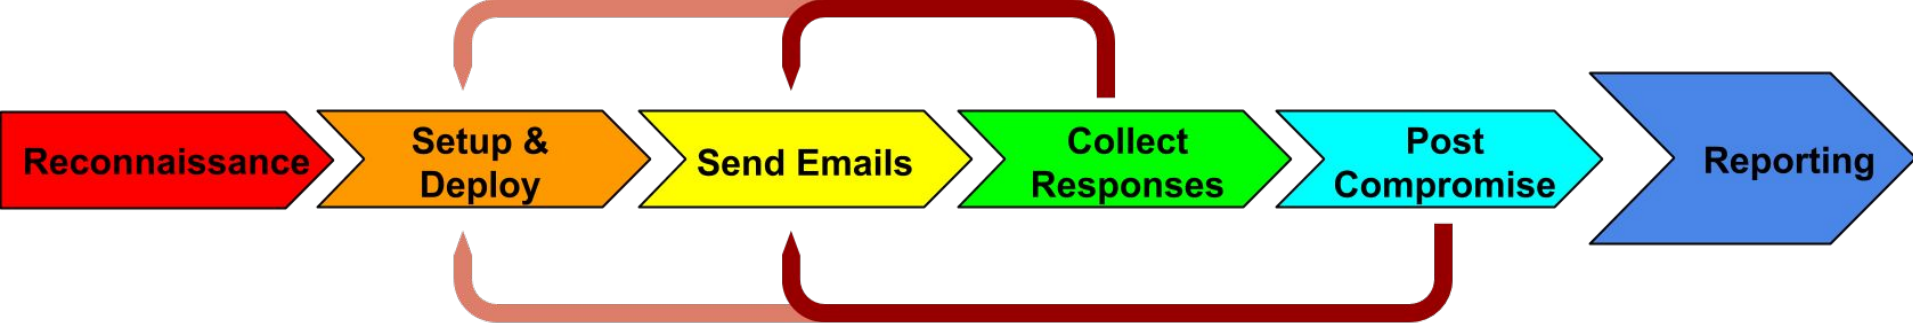 Reconnaissance
Setup &
Deploy
Send Emails
Collect
Responses
Post
Compromise
Reporting